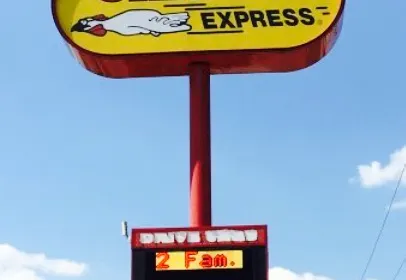 EXPRESS®
DRIVE THRU
2 Fam.